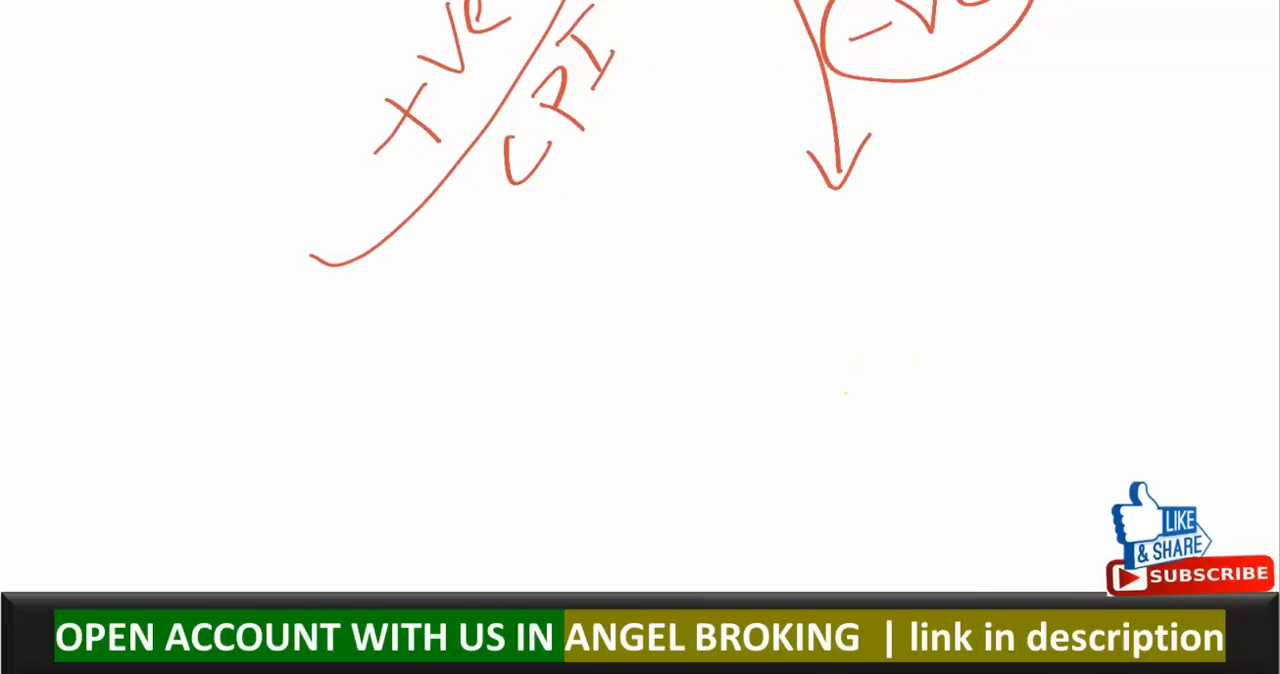 +ve
CPI
-ve
LIKE
& SHARE
SUBSCRIBE
OPEN ACCOUNT WITH US IN ANGEL BROKING | link in description